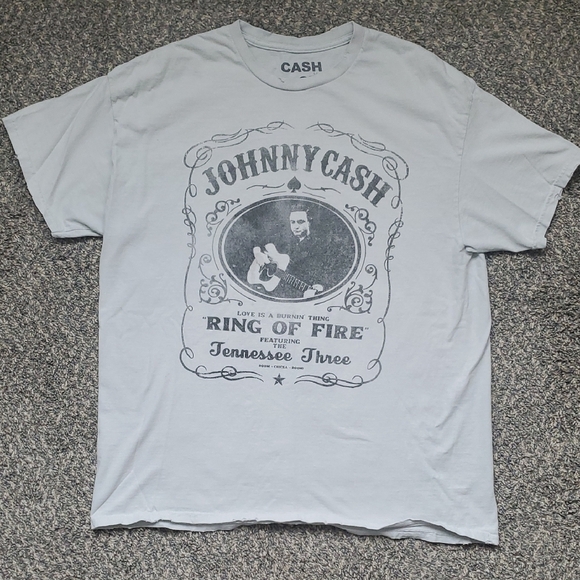 CASH
JOHNNY CASH
LOVE IS A BURNIN' THING
"RING OF FIRE"
FEATURING
THE
Tennessee Three